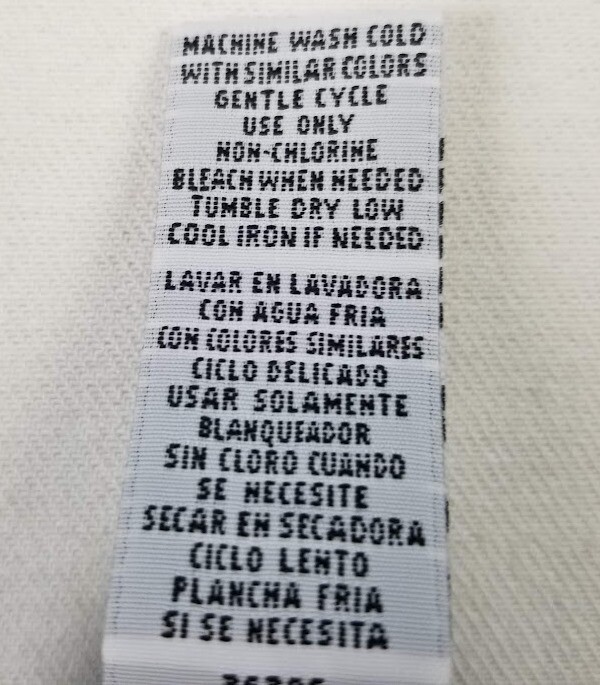 MACHINE WASH COLD
WITH SIMILAR COLORS
GENTLE CYCLE
USE ONLY
NON-CHLORINE
BLEACH WHEN NEEDED
TUMBLE DRY LOW
COOL IRON IF NEEDED
LAVAR EN LAVADORA
CON AGUA FRIA
CON COLORES SIMILARES
CICLO DELICADO
USAR SOLAMENTE
BLANQUEADOR
SIN CLORO CUANDO
SE NECESITE
SECAR EN SECADORA
CICLO LENTO
PLANCHA FRIA
SI SE NECESITA